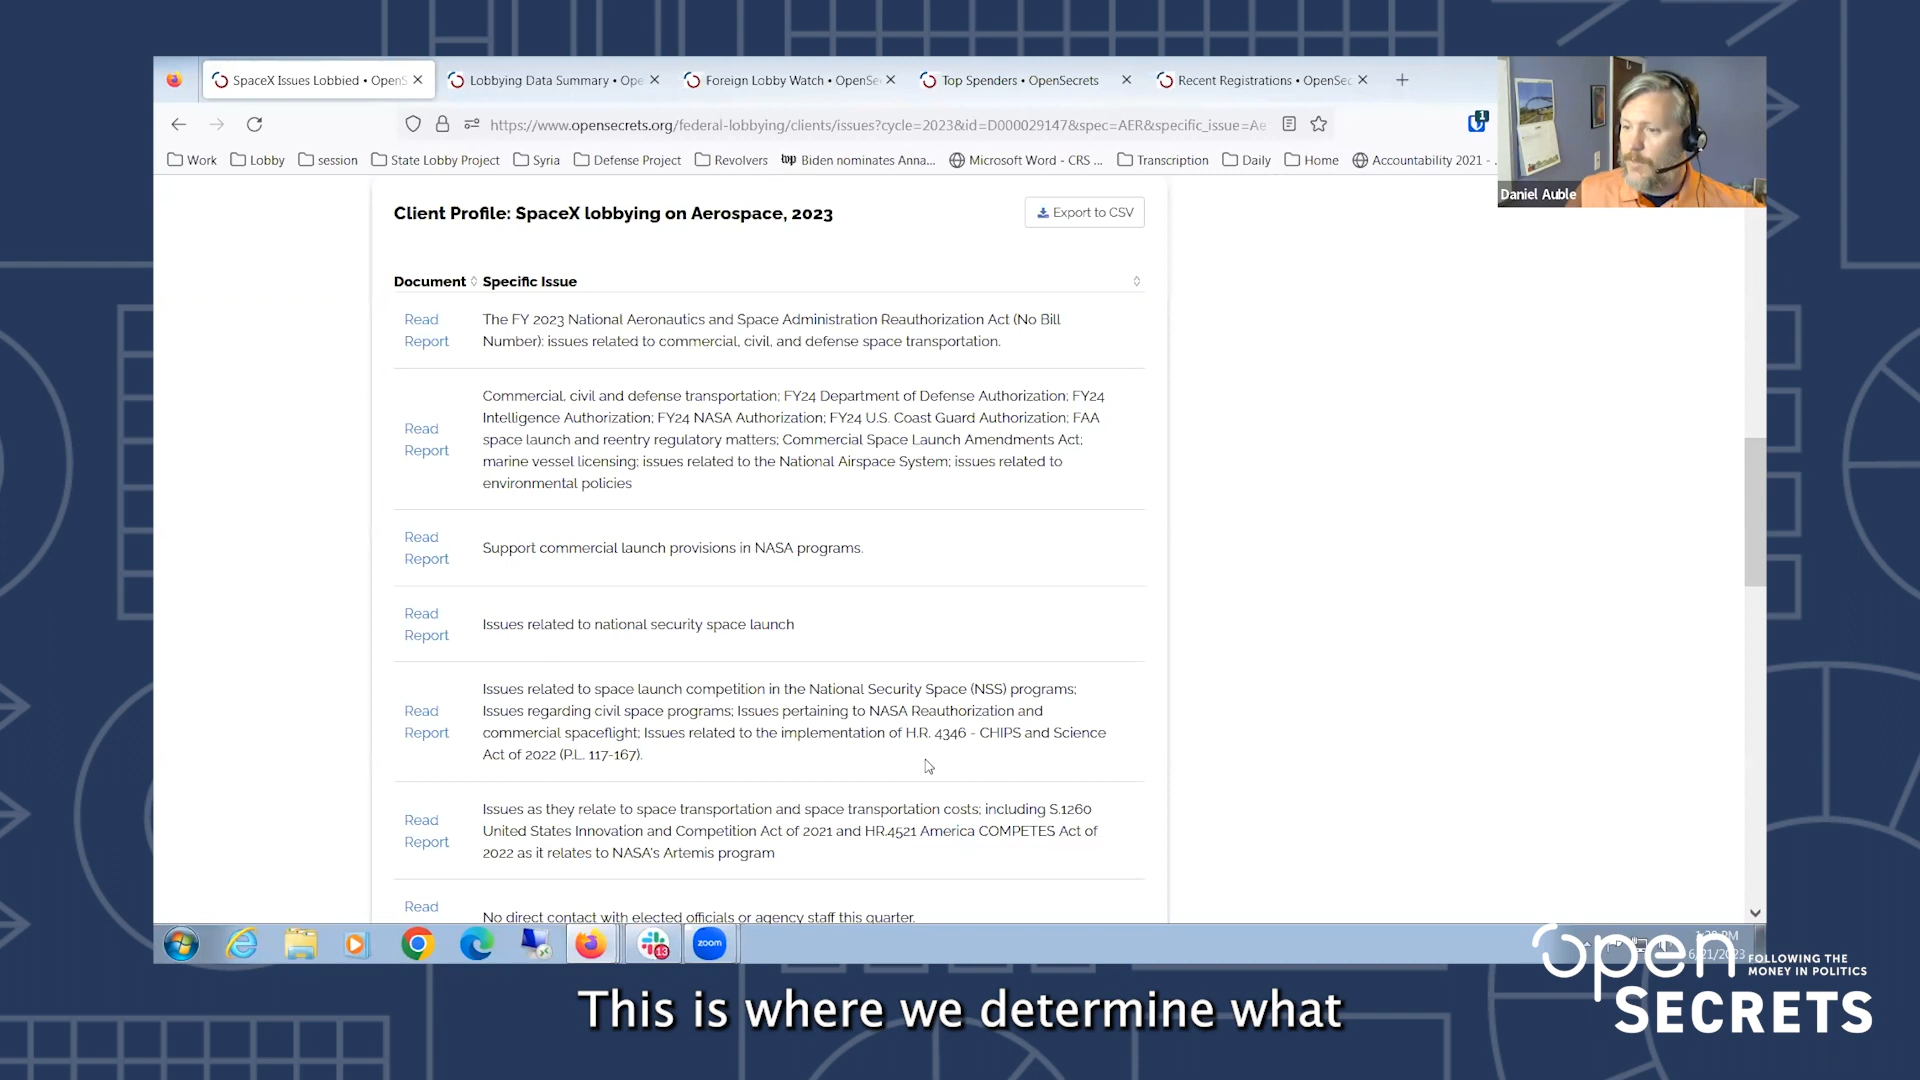 SpaceX Issues Lobbied • OpenS
Lobbying Data Summary • Ope
Foreign Lobby Watch • OpenSe
Top Spenders • OpenSecrets
Recent Registrations • OpenSec
https://www.opensecrets.org/federal-lobbying/clients/issues?cycle=2023&id=D000029147&spec=AER&specific_issue=Ae
1
Work
Lobby
session
State Lobby Project
Syria
Defense Project
Revolvers
Biden nominates Anna...
Microsoft Word - CRS ...
Transcription
Daily
Home
Accountability 2021 - .
Daniel Auble
Client Profile: SpaceX lobbying on Aerospace, 2023
Export to CSV
Document Specific Issue
Read
Report
The FY 2023 National Aeronautics and Space Administration Reauthorization Act (No Bill
Number): issues related to commercial, civil, and defense space transportation.
Read
Report
Commercial, civil and defense transportation; FY24 Department of Defense Authorization; FY24
Intelligence Authorization; FY24 NASA Authorization; FY24 U.S. Coast Guard Authorization; FAA
space launch and reentry regulatory matters; Commercial Space Launch Amendments Act;
marine vessel licensing; issues related to the National Airspace System; issues related to
environmental policies
Read
Report
Support commercial launch provisions in NASA programs.
Read
Report
Issues related to national security space launch
Read
Report
Issues related to space launch competition in the National Security Space (NSS) programs;
Issues regarding civil space programs; Issues pertaining to NASA Reauthorization and
commercial spaceflight; Issues related to the implementation of H.R. 4346 - CHIPS and Science
Act of 2022 (P.L. 117-167).
Read
Report
Issues as they relate to space transportation and space transportation costs; including S.1260
United States Innovation and Competition Act of 2021 and HR.4521 America COMPETES Act of
2022 as it relates to NASA's Artemis program
Read
No direct contact with elected officials or agency staff this quarter.
13
zoom
6/21/2023
open
SECRETS
FOLLOWING THE
MONEY IN POLITICS
This is where we determine what